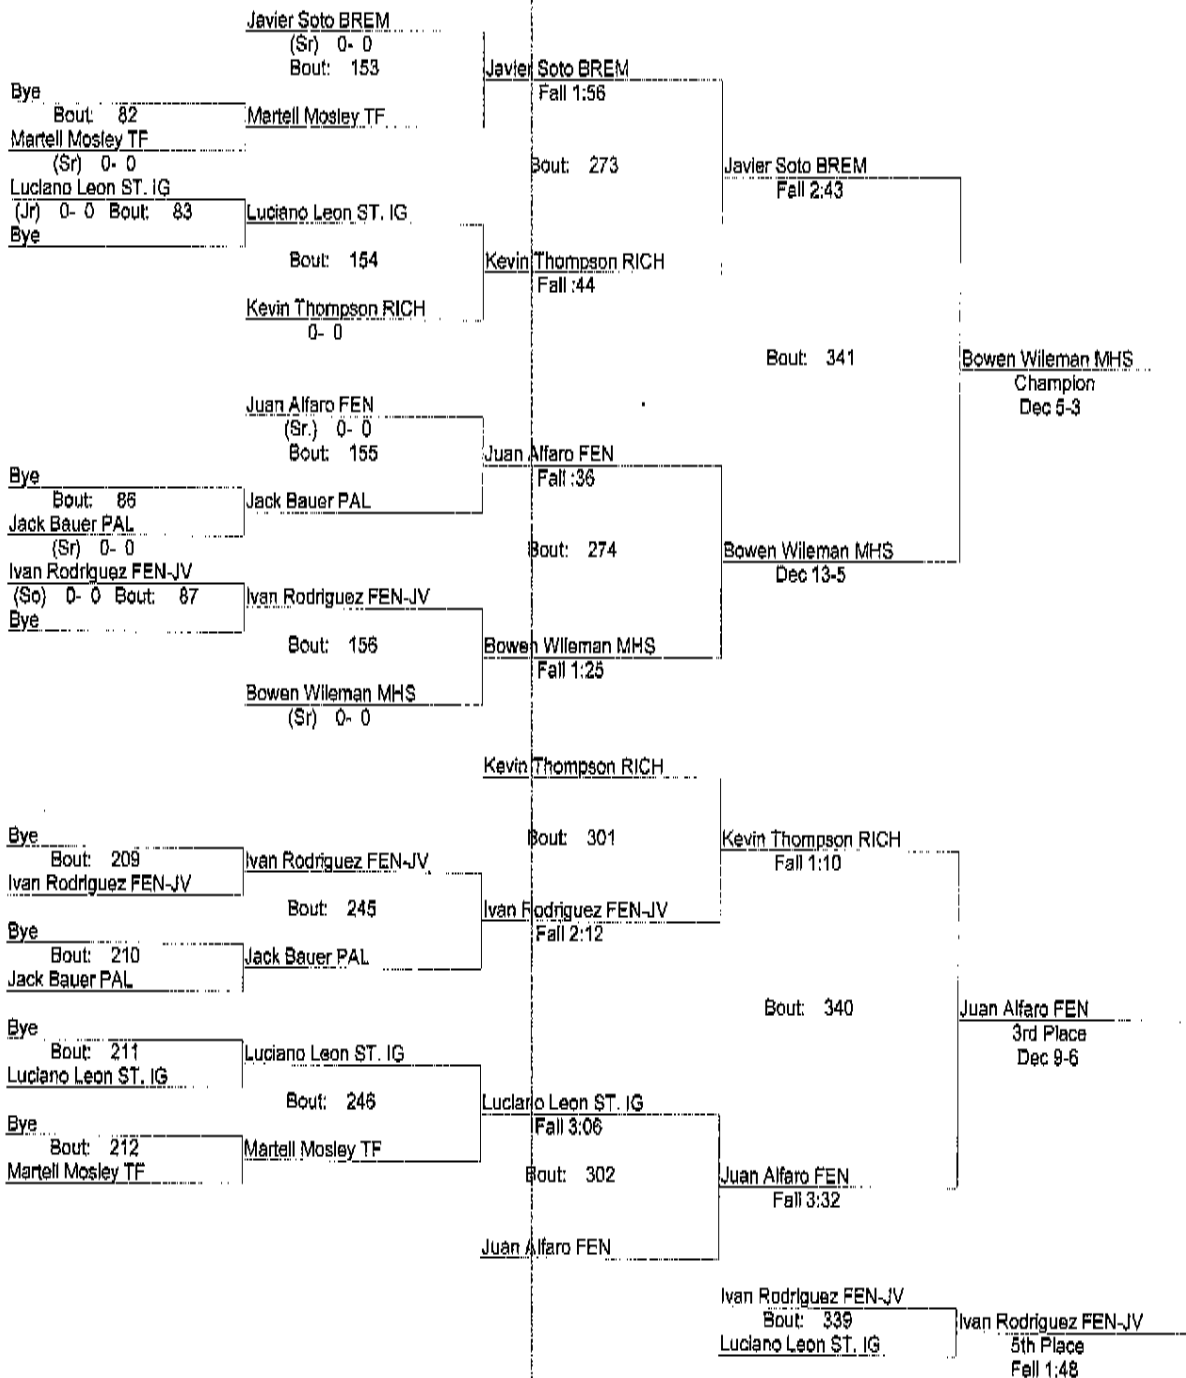 Javier Soto BREM
(Sr) 0- 0
Bout: 153
Javier Soto BREM
Fall 1:56
Bye
Bout: 82
Martell Mosley TF
Martell Mosley TF
(Sr) 0- 0
Bout: 273
Javier Soto BREM
Fall 2:43
Luciano Leon ST. IG
(Jr) 0- 0 Bout: 83
Luciano Leon ST. IG
Bye
Bout: 154
Kevin Thompson RICH
Fall :44
Kevin Thompson RICH
0- 0
Bout: 341
Bowen Wileman MHS
Champion
Dec 5-3
Juan Alfaro FEN
(Sr.) 0- 0
Bout: 155
Juan Alfaro FEN
Fall :36
Bye
Bout: 86
Jack Bauer PAL
Jack Bauer PAL
(Sr) 0- 0
Bout: 274
Bowen Wileman MHS
Dec 13-5
Ivan Rodriguez FEN-JV
(So) 0- 0 Bout: 87
Ivan Rodriguez FEN-JV
Bye
Bout: 156
Bowen Wileman MHS
Fall 1:25
Bowen Wileman MHS
(Sr) 0- 0
Kevin Thompson RICH
Bye
Bout: 209
Ivan Rodriguez FEN-JV
Ivan Rodriguez FEN-JV
Bout: 301
Kevin Thompson RICH
Fall 1:10
Bout: 245
Ivan Rodriguez FEN-JV
Fall 2:12
Bye
Bout: 210
Jack Bauer PAL
Jack Bauer PAL
Bout: 340
Juan Alfaro FEN
3rd Place
Dec 9-6
Bye
Bout: 211
Luciano Leon ST. IG
Luciano Leon ST. IG
Bout: 246
Luciano Leon ST. IG
Fall 3:06
Bye
Bout: 212
Martell Mosley TF
Martell Mosley TF
Bout: 302
Juan Alfaro FEN
Fall 3:32
Juan Alfaro FEN
Ivan Rodriguez FEN-JV
Bout: 339
Ivan Rodriguez FEN-JV
Luciano Leon ST. IG
5th Place
Fall 1:48